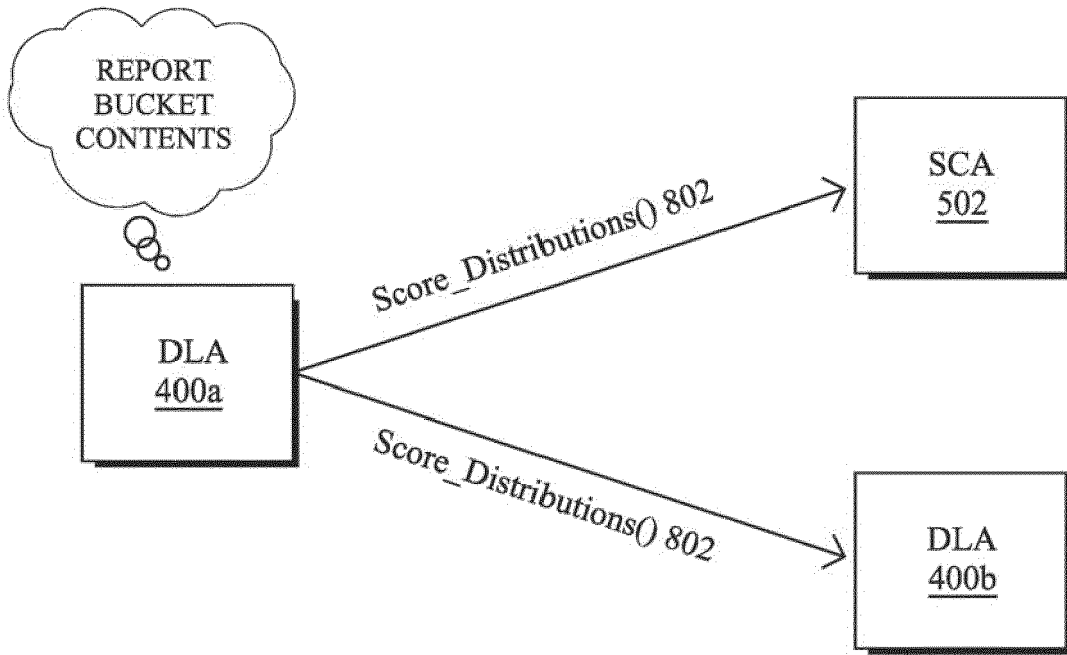 REPORT
BUCKET
CONTENTS
DLA
400a
Score_Distributions() 802
Score_Distributions() 802
SCA
502
DLA
400b